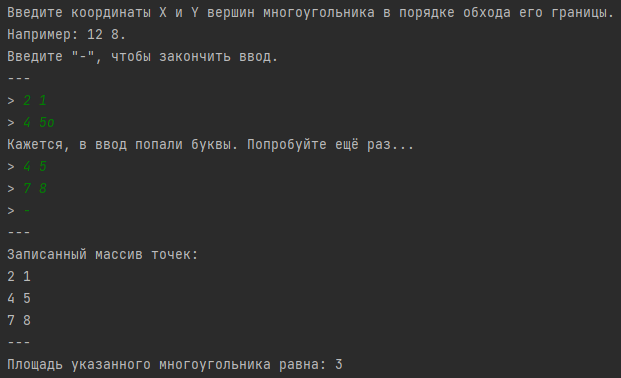 Введите координаты X и Y вершин многоугольника в порядке обхода его границы.
Например: 12 8.
Введите "-", чтобы закончить ввод.
---
> 2 1
> 4 5о
Кажется, в ввод попали буквы. Попробуйте ещё раз...
> 4 5
> 7 8
> -
---
Записанный массив точек:
2 1
4 5
7 8
---
Площадь указанного многоугольника равна: 3